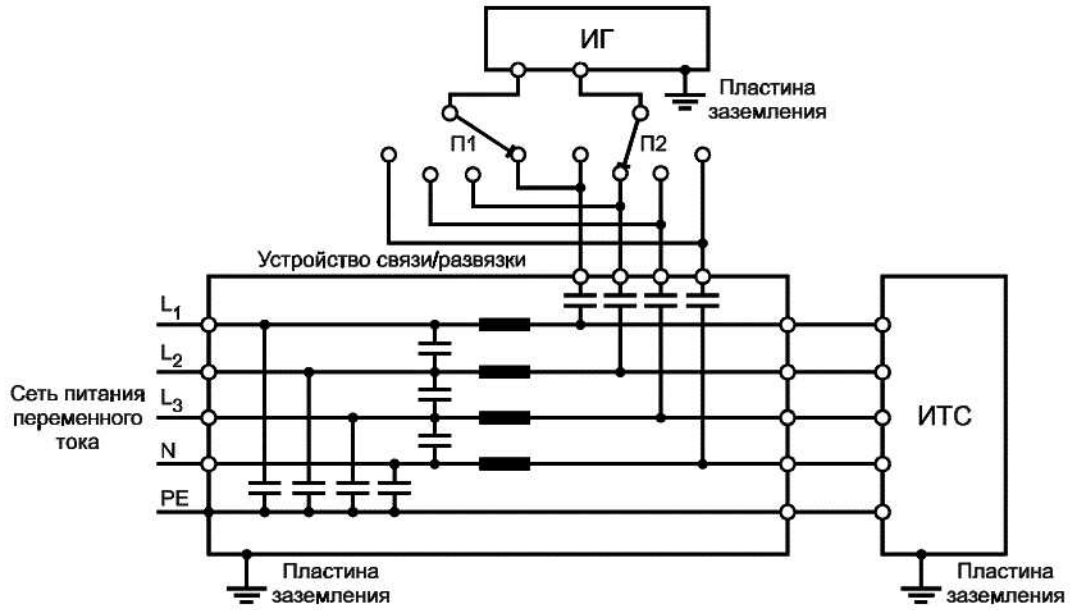 ИГ
Пластина
заземления
П1
П2
Устройство связи/развязки
L1
L2
L3
N
PE
Сеть питания
переменного
тока
ИТС
Пластина
заземления
Пластина
заземления